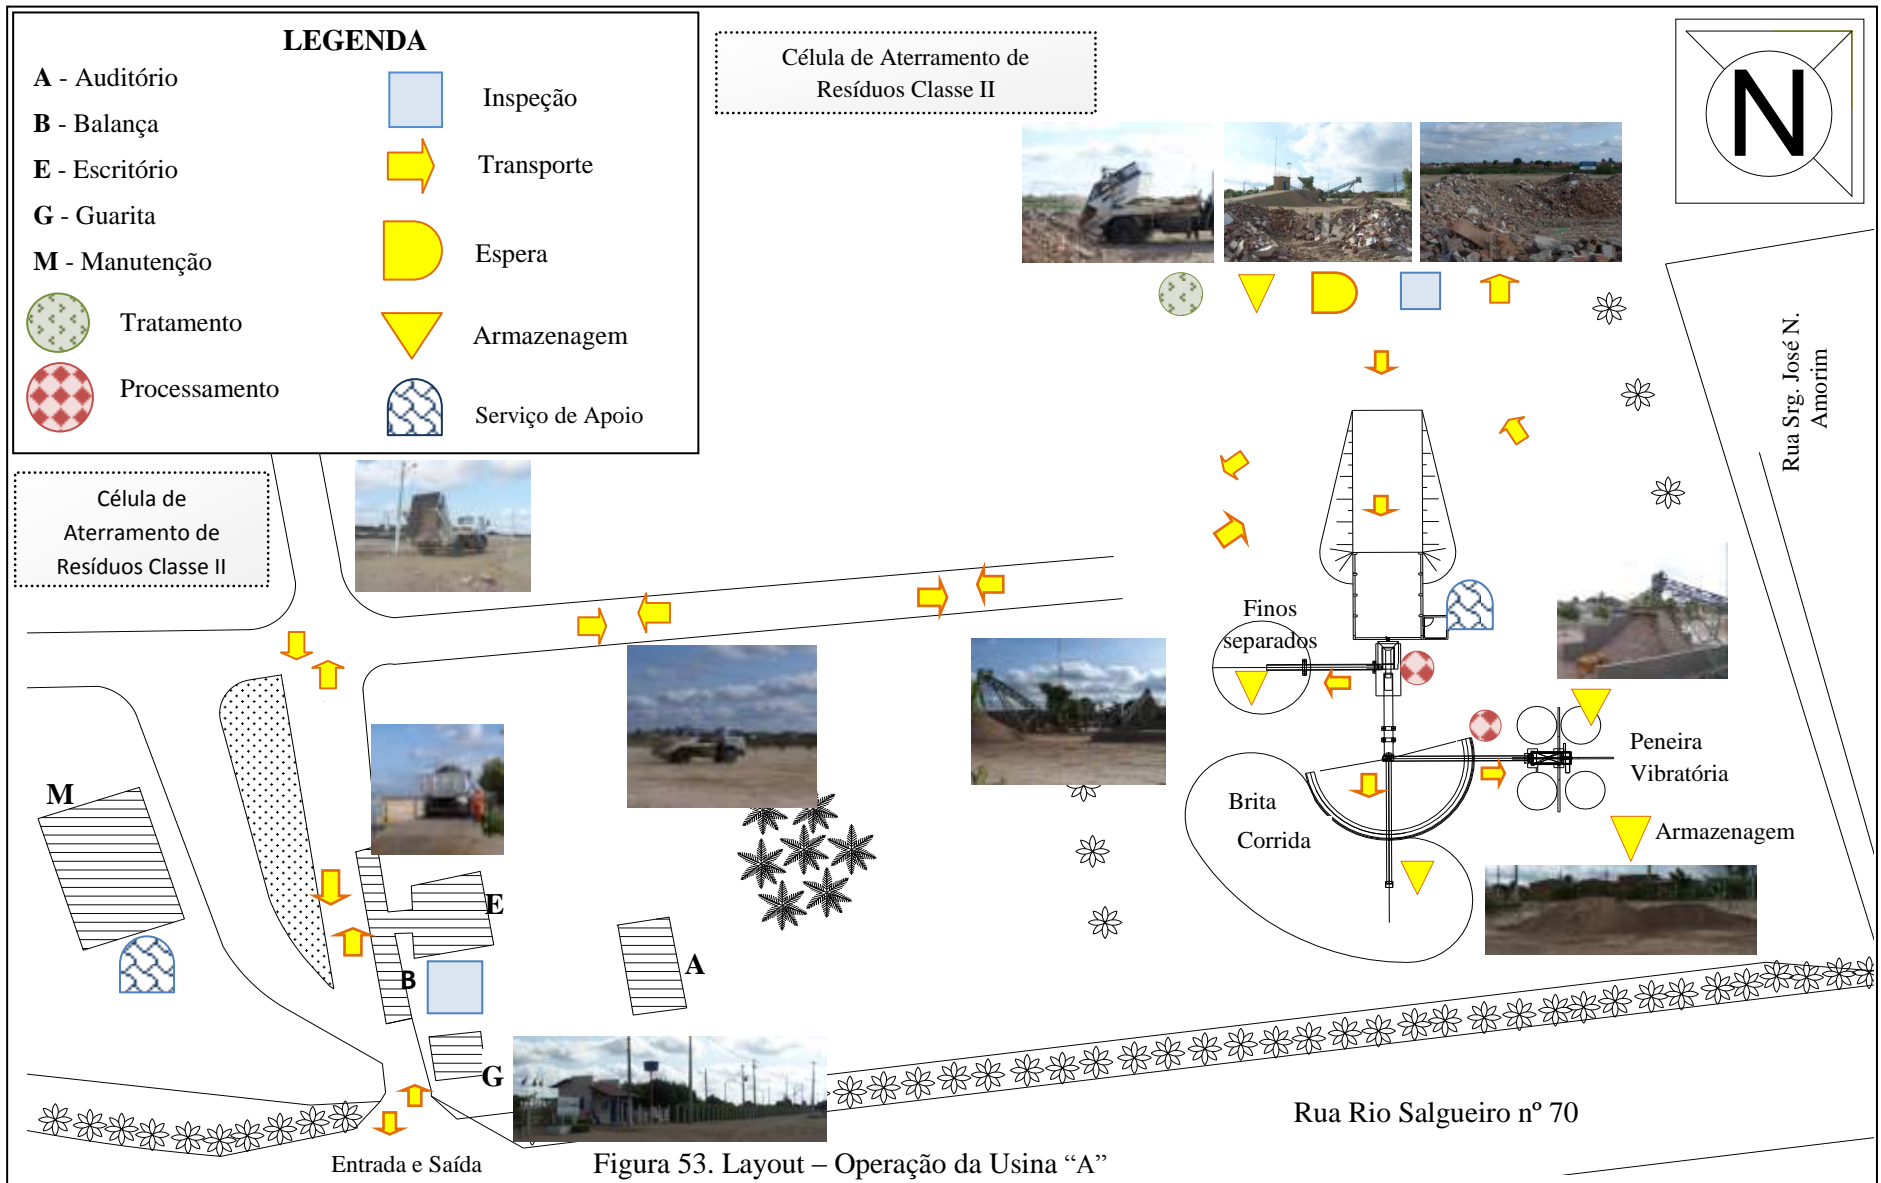 LEGENDA
A - Auditório
B - Balança
E - Escritório
G - Guarita
M - Manutenção
Tratamento
Processamento
Inspeção
Transporte
Espera
Armazenagem
Serviço de Apoio
Célula de Aterramento de
Resíduos Classe II
N
Rua Srg. José N.
Amorim
Célula de
Aterramento de
Resíduos Classe II
Finos
separados
Peneira
Vibratória
Brita
Corrida
Armazenagem
M
E
B
A
G
Rua Rio Salgueiro nº 70
Entrada e Saída
Figura 53. Layout – Operação da Usina “A”